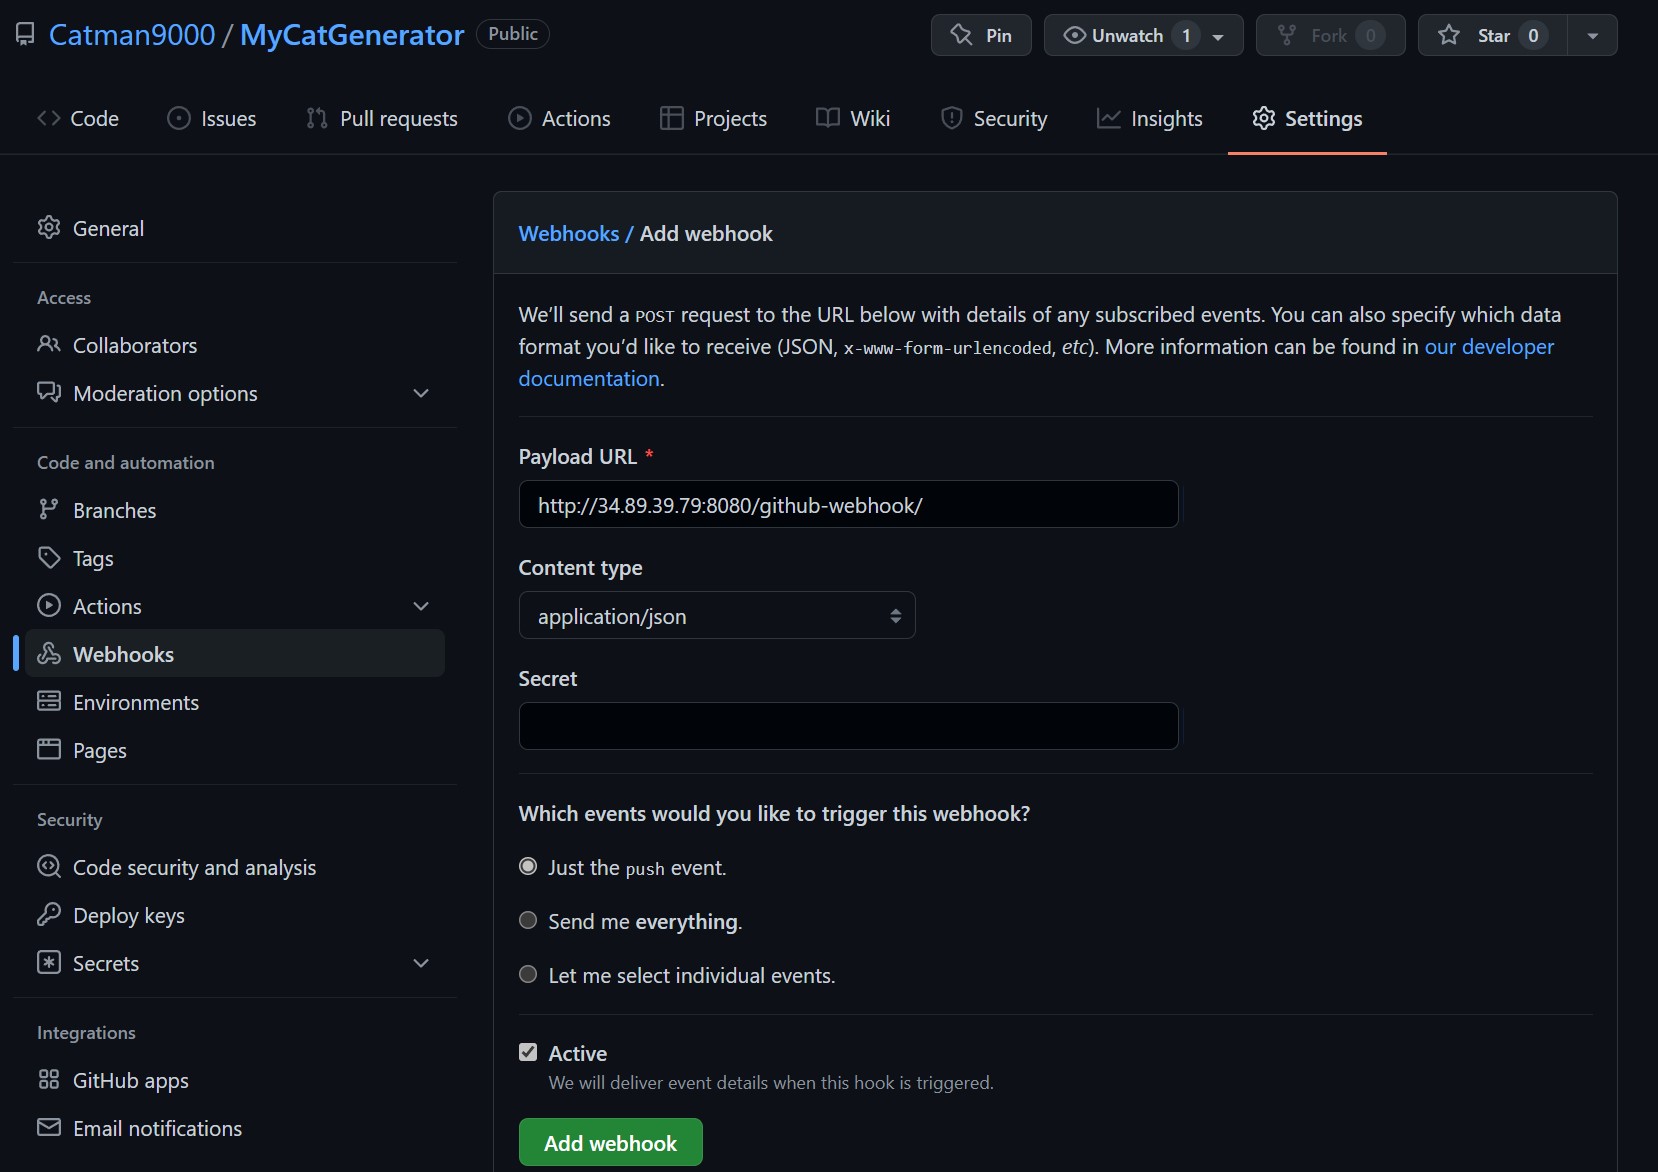 Catman9000 / MyCatGenerator Public
Pin
Unwatch 1
Fork 0
Star 0
Code
Issues
Pull requests
Actions
Projects
Wiki
Security
Insights
Settings
General
Access
Collaborators
Moderation options
Code and automation
Branches
Tags
Actions
Webhooks
Environments
Pages
Security
Code security and analysis
Deploy keys
Secrets
Integrations
GitHub apps
Email notifications
Webhooks / Add webhook
We’ll send a POST request to the URL below with details of any subscribed events. You can also specify which data
format you’d like to receive (JSON, x-www-form-urlencoded, etc). More information can be found in our developer
documentation.
Payload URL *
http://34.89.39.79:8080/github-webhook/
Content type
application/json
Secret
Which events would you like to trigger this webhook?
Just the push event.
Send me everything.
Let me select individual events.
Active
We will deliver event details when this hook is triggered.
Add webhook